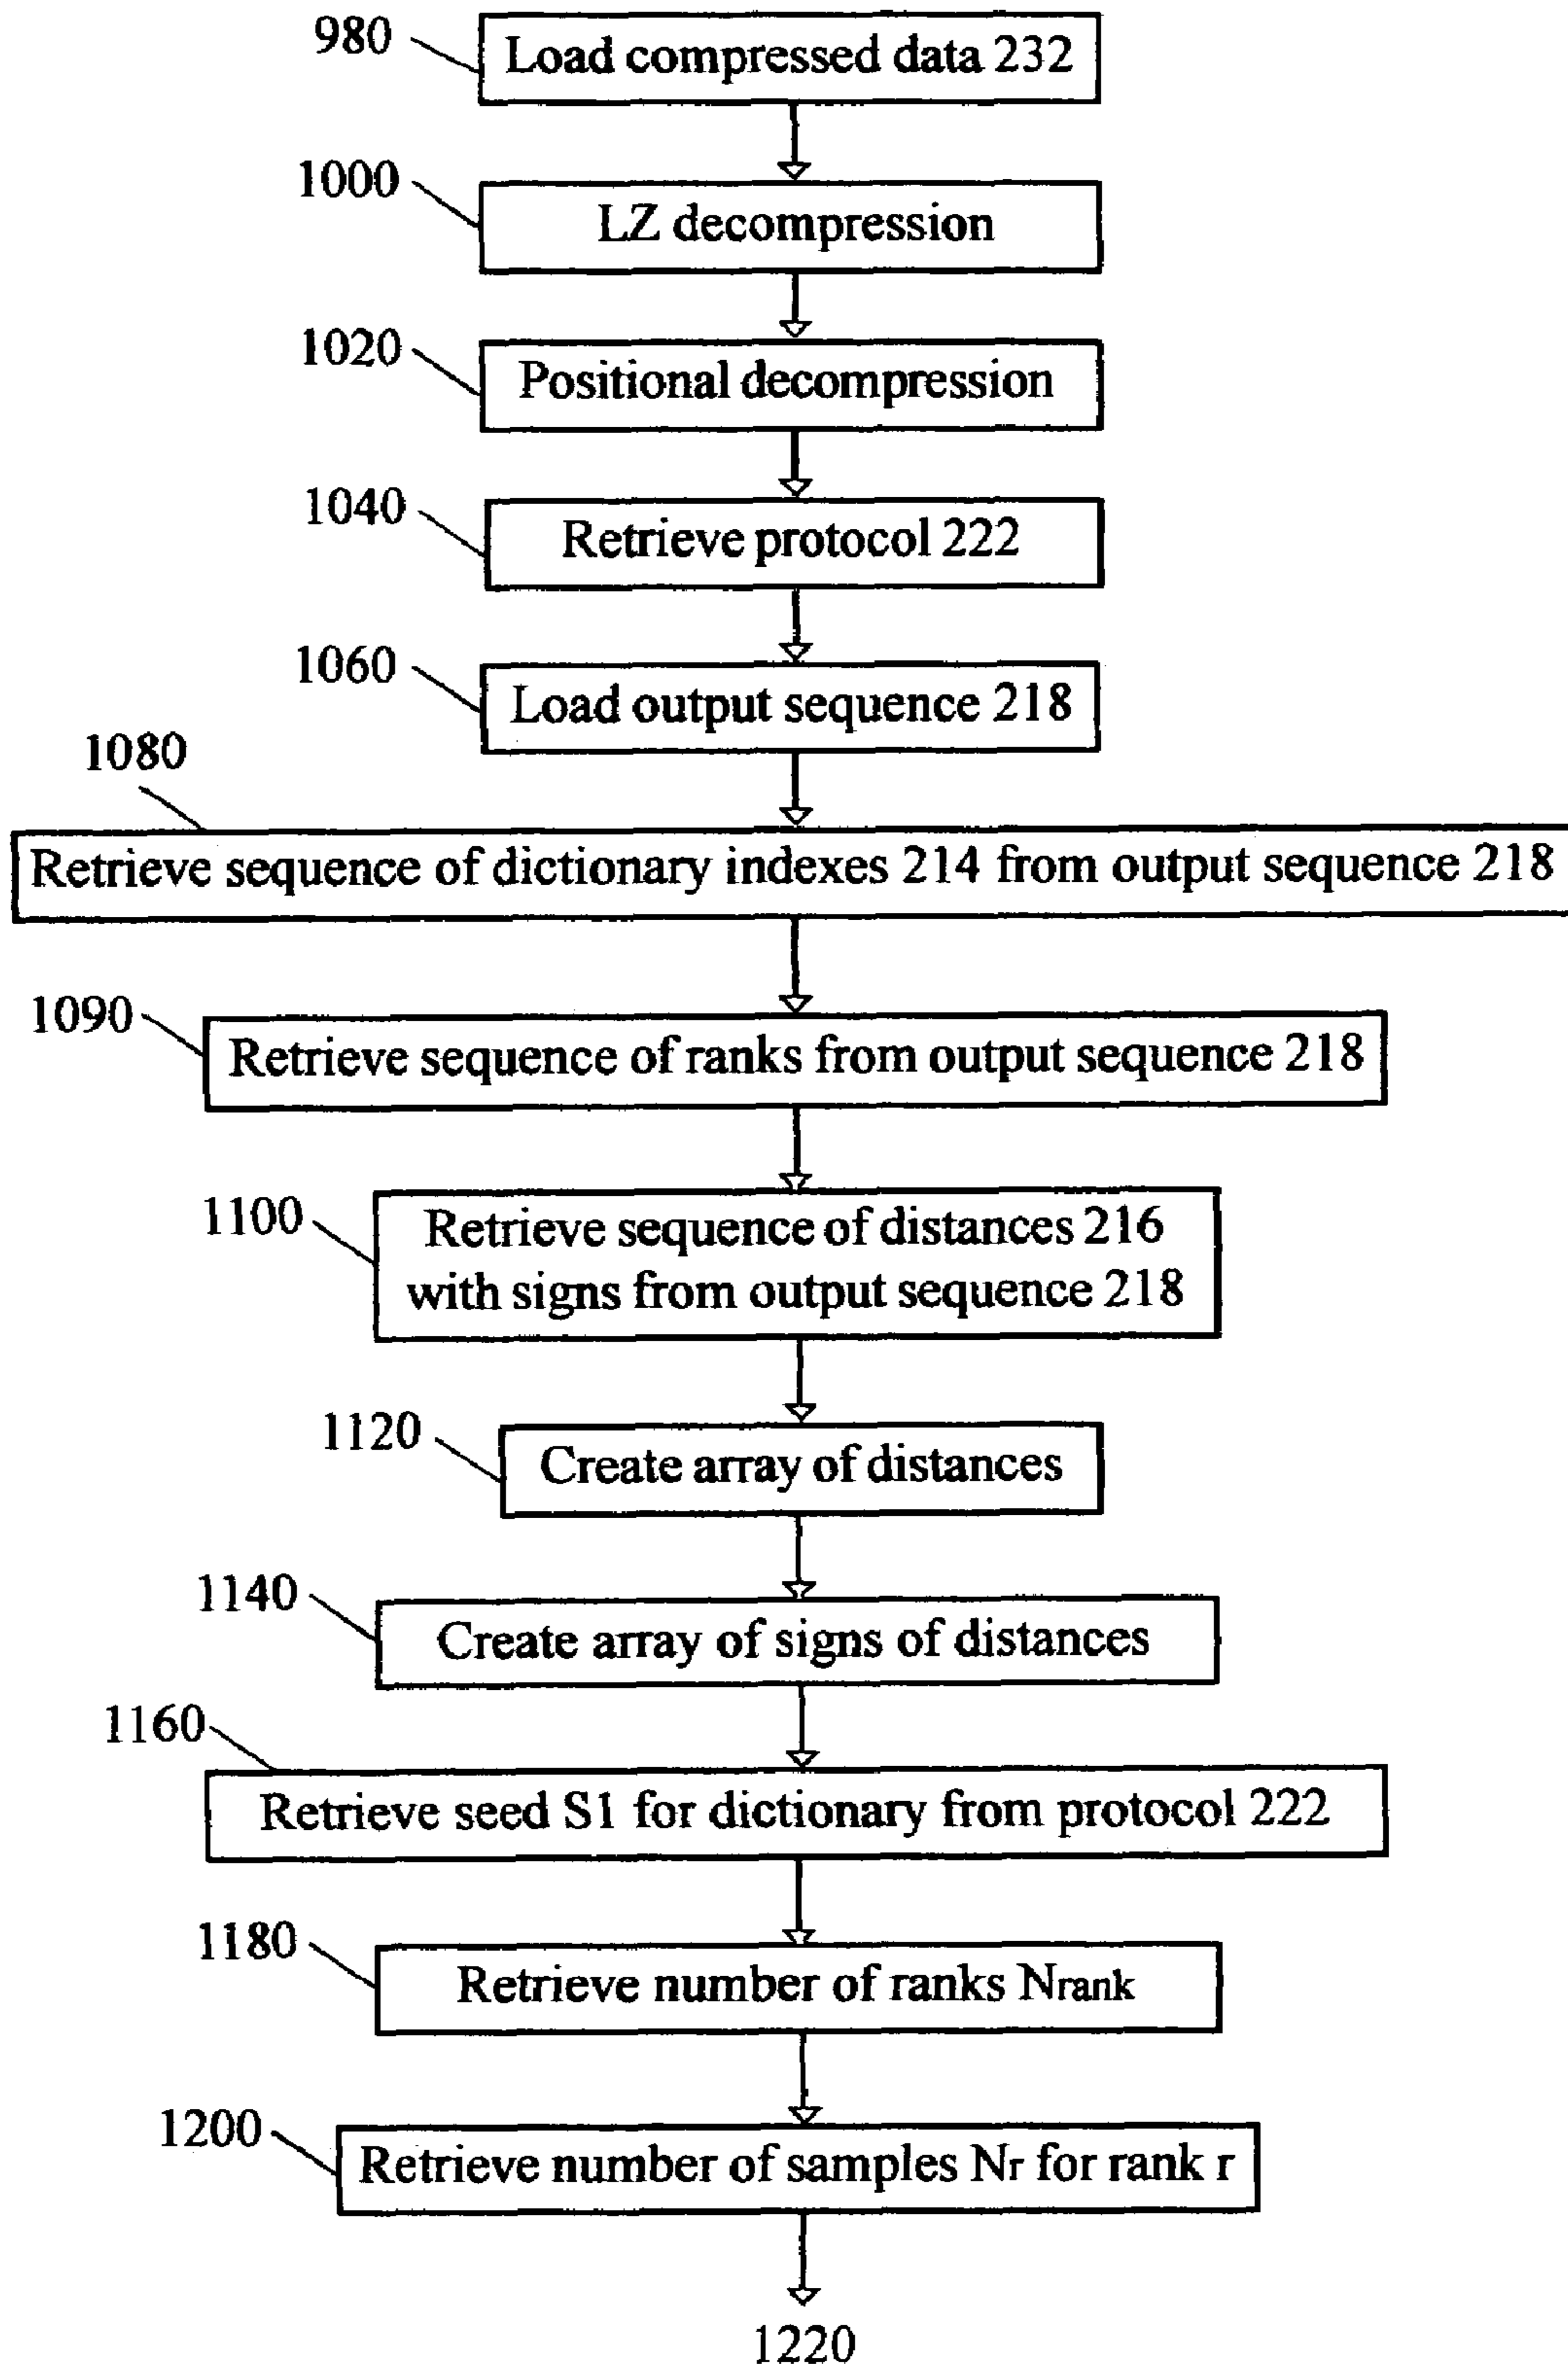 980
Load compressed data 232
1000
LZ decompression
1020
Positional decompression
1040
Retrieve protocol 222
1060
Load output sequence 218
1080
Retrieve sequence of dictionary indexes 214 from output sequence 218
1090
Retrieve sequence of ranks from output sequence 218
1100
Retrieve sequence of distances 216
with signs from output sequence 218
1120
Create array of distances
1140
Create array of signs of distances
1160
Retrieve seed S1 for dictionary from protocol 222
1180
Retrieve number of ranks Nrank
1200
Retrieve number of samples Nr for rank r
1220